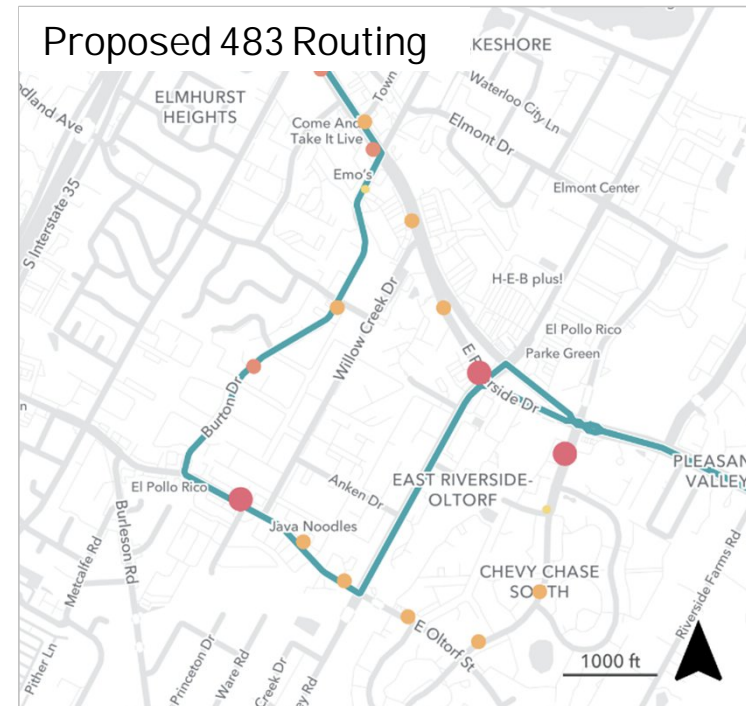 Proposed 483 Routing
KESHORE
Town
Waterloo City Ln
ELMHURST
HEIGHTS
dland Ave
Come And
Take It Live
Elmont Dr
Emo's
Elmont Center
S Interstate 35
H-E-B plus!
Willow Creek Dr
El Pollo Rico
Parke Green
E Riverside Dr
Burton Dr
n
PLEASAN
VALLEY
El Pollo Rico
Anken Dr
EAST RIVERSIDE-
OLTORF
Java Noodles
Burleson Rd
Metcalfe Rd
CHEVY CHASE
SOUTH
Riverside Farms Rd
E Oltorf St
Pither Ln
Princeton Dr
Ware Rd
Creek Dr
ey Rd
1000 ft